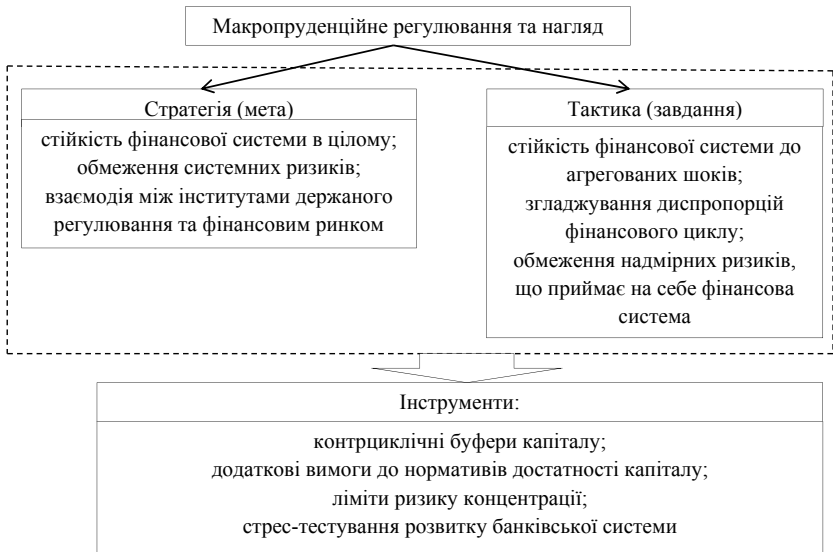 Макропруденційне регулювання та нагляд
Стратегія (мета)
стійкість фінансової системи в цілому;
обмеження системних ризиків;
взаємодія між інститутами держаного
регулювання та фінансовим ринком
Тактика (завдання)
стійкість фінансової системи до
агрегованих шоків;
згладжування диспропорцій
фінансового циклу;
обмеження надмірних ризиків,
що приймає на себе фінансова
система
Інструменти:
контрциклічні буфери капіталу;
додаткові вимоги до нормативів достатності капіталу;
ліміти ризику концентрації;
стрес-тестування розвитку банківської системи